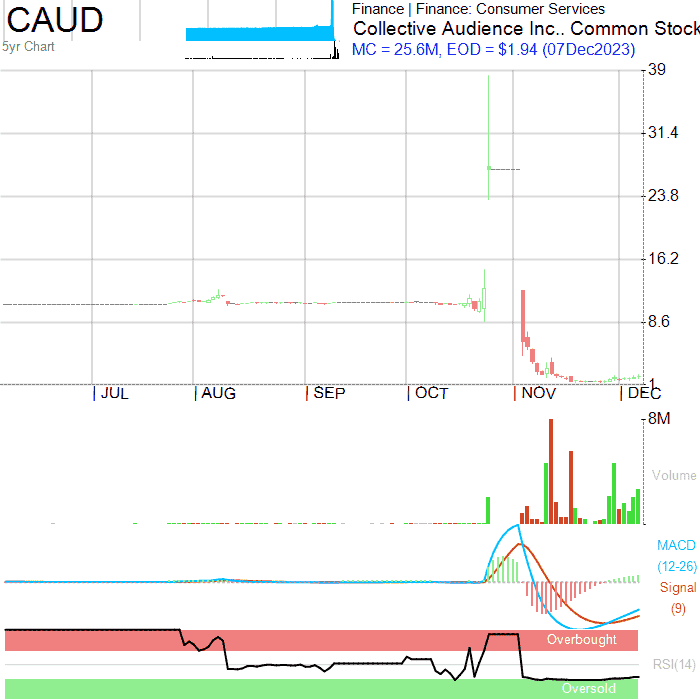 CAUD
5yr Chart
Finance | Finance: Consumer Services
Collective Audience Inc.. Common Stock
MC = 25.6M, EOD = $1.94 (07Dec2023)
39
31.4
23.8
16.2
8.6
1
JUL AUG SEP OCT NOV DEC
8M
Volume
MACD
(12-26)
Signal
(9)
Overbought
RSI(14)
Oversold